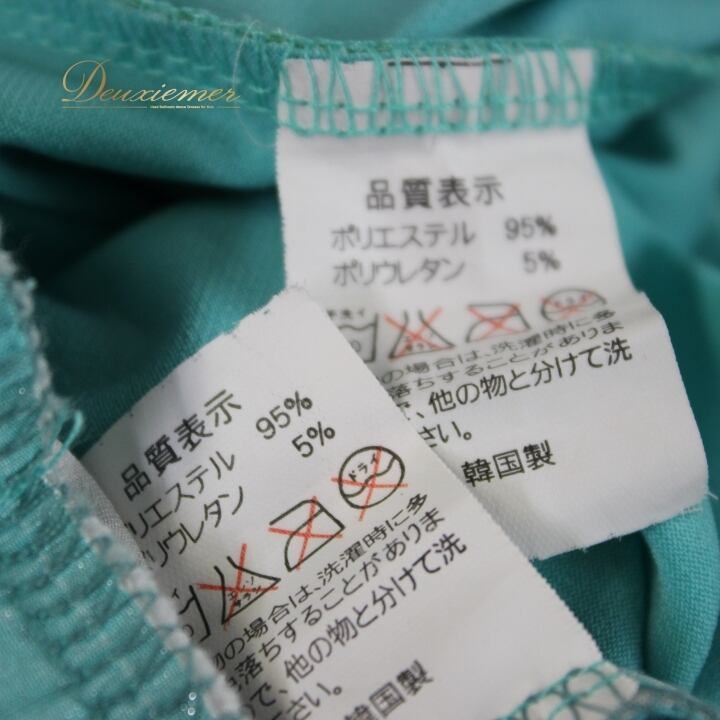 Deuxiemer
品質表示
ポリエステル 95%
ポリウレタン 5%
の場合は、洗濯時に多
落ちすることがありま
で、他の物と分けて洗
さい。
韓国製
品質表示
リエステル 95%
リウレタン 5%
ドライ
の場合は、洗濯時に多
落ちすることがありま
で、他の物と分けて洗
さい。
韓国製